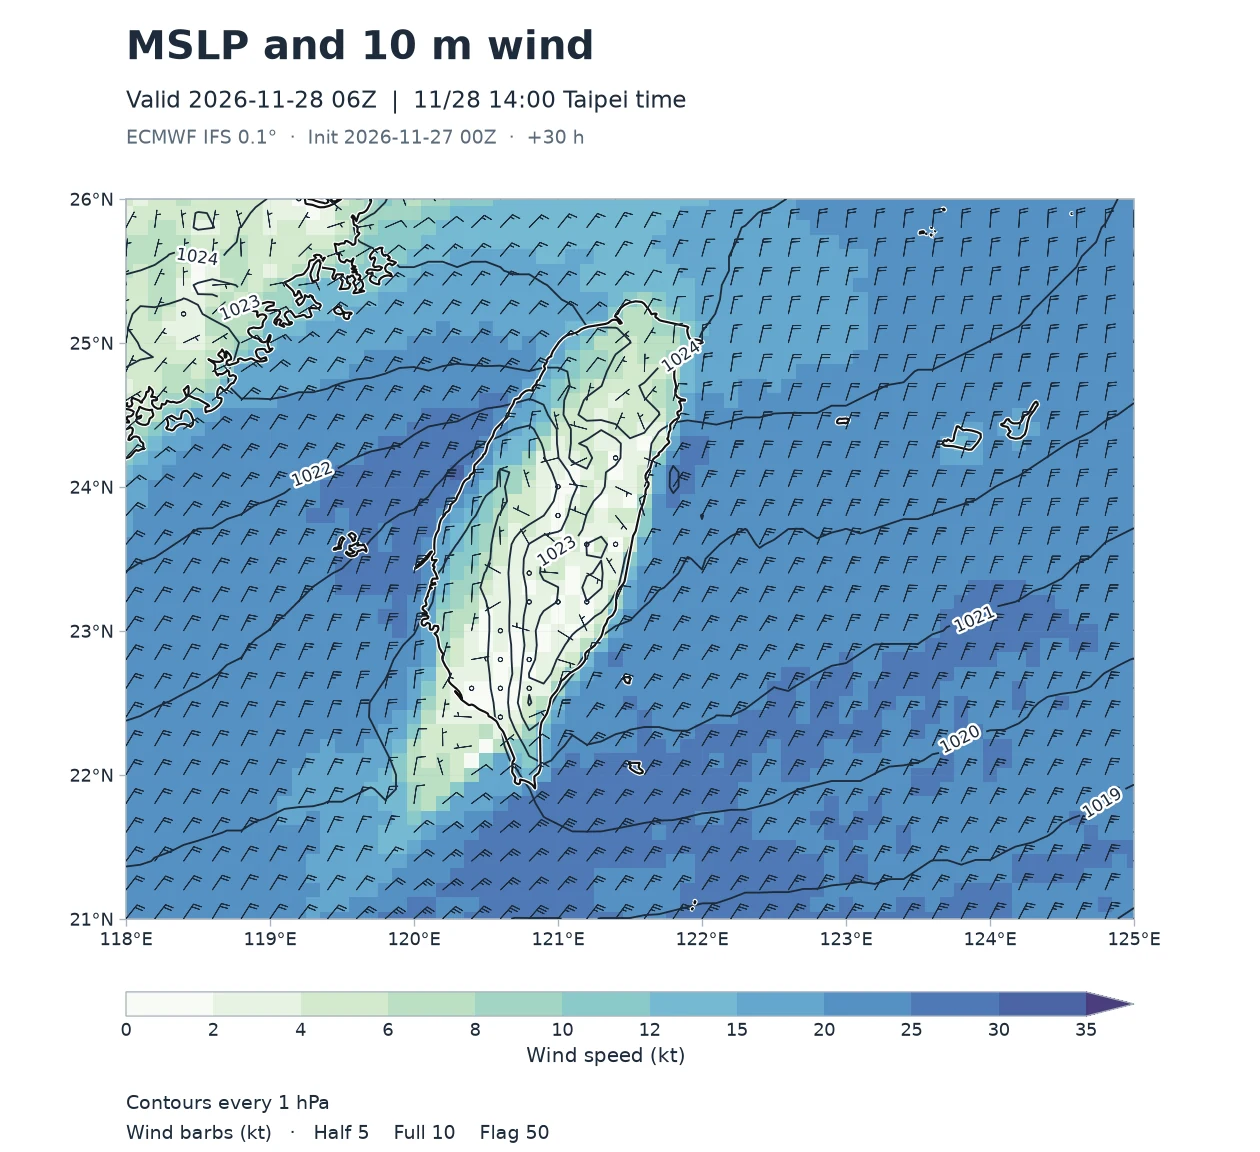 MSLP and 10 m wind
Valid 2026-11-28 06Z | 11/28 14:00 Taipei time
ECMWF IFS 0.1° · Init 2026-11-27 00Z · +30 h
26°N
25°N
24°N
23°N
22°N
21°N
1024
1023
1024
1022
1023
1021
1020
1019
118°E 119°E 120°E 121°E 122°E 123°E 124°E 125°E
0 2 4 6 8 10 12 15 20 25 30 35
Wind speed (kt)
Contours every 1 hPa
Wind barbs (kt) · Half 5 Full 10 Flag 50